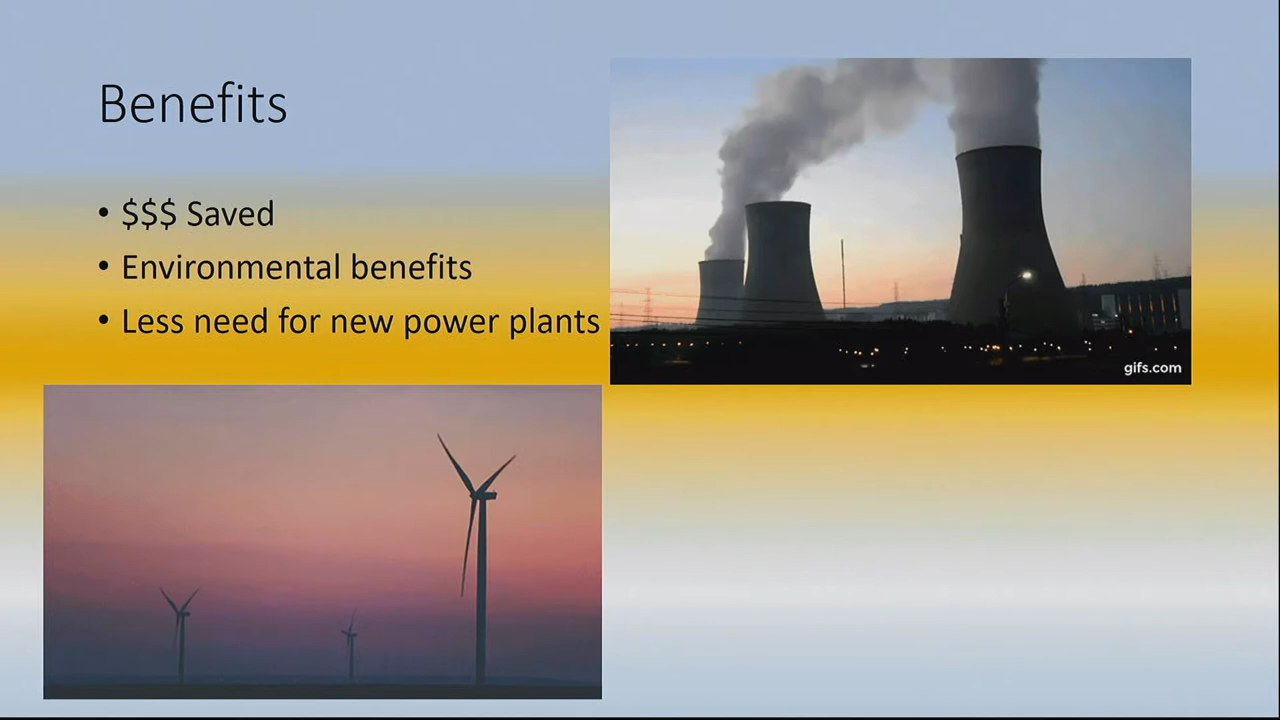 Benefits
• $$$ Saved
• Environmental benefits
• Less need for new power plants
gifs.com